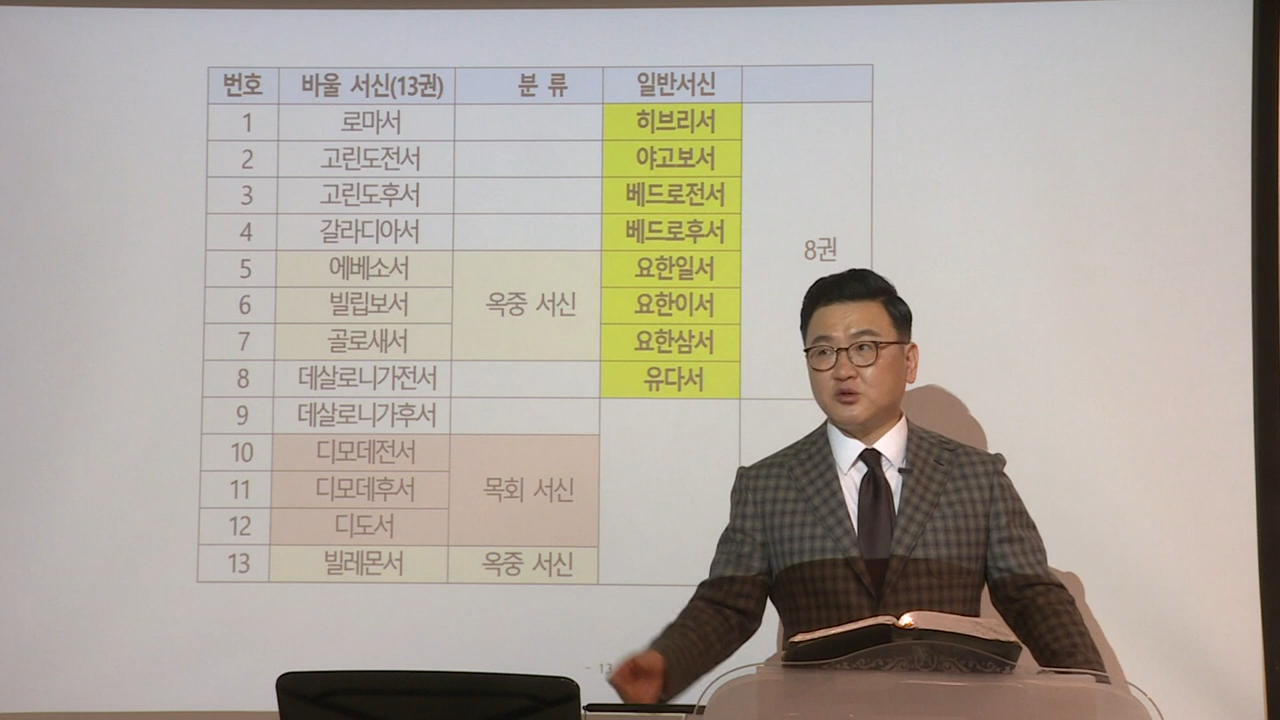 번호 바울 서신(13권) 분 류 일반서신
1 로마서 히브리서
2 고린도전서 야고보서
3 고린도후서 베드로전서
4 갈라디아서 베드로후서
8권
5 에베소서 요한일서
6 빌립보서 옥중 서신 요한이서
7 골로새서 요한삼서
8 데살로니가전서 유다서
9 데살로니가후서
10 디모데전서
11 디모데후서 목회 서신
12 디도서
13 빌레몬서 옥중 서신
- 13